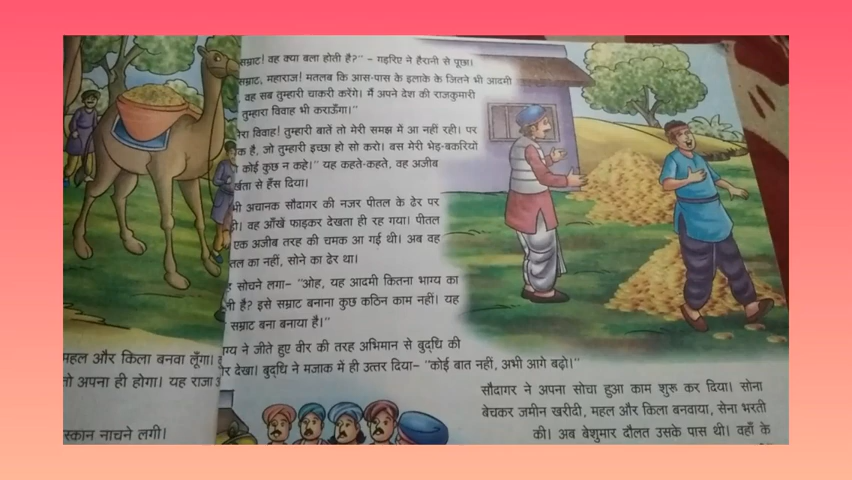 सम्राट! वह क्या बला होती है?" – गड़रिए ने हैरानी से पूछा।
सम्राट, महाराज! मतलब कि आस-पास के इलाके के जितने भी आदमी
वह सब तुम्हारी चाकरी करेंगे। मैं अपने देश की राजकुमारी
तुम्हारा विवाह भी कराऊँगा।"
विवाह! तुम्हारी बातें तो मेरी समझ में आ नहीं रही। पर
है, जो तुम्हारी इच्छा हो सो करो। बस मेरी भेड़-बकरियों
कोई कुछ न कहे।" यह कहते-कहते, वह अजीब
से हँस दिया।
अचानक सौदागर की नजर पीतल के ढेर पर
वह आँखें फाड़कर देखता ही रह गया। पीतल
एक अजीब तरह की चमक आ गई थी। अब वह
का नहीं, सोने का ढेर था।
सोचने लगा– "ओह, यह आदमी कितना भाग्य का
है? इसे सम्राट बनाना कुछ कठिन काम नहीं। यह
सम्राट बना बनाया है।"
ने जीते हुए वीर की तरह अभिमान से बुद्धि की
देखा। बुद्धि ने मजाक में ही उत्तर दिया– "कोई बात नहीं, अभी आगे बढ़ो।"
सौदागर ने अपना सोचा हुआ काम शुरू कर दिया। सोना
बेचकर जमीन खरीदी, महल और किला बनवाया, सेना भरती
की। अब बेशुमार दौलत उसके पास थी। वहाँ के
महल और किला बनवा लूँगा।
अपना ही होगा। यह राजा
नाचने लगी।